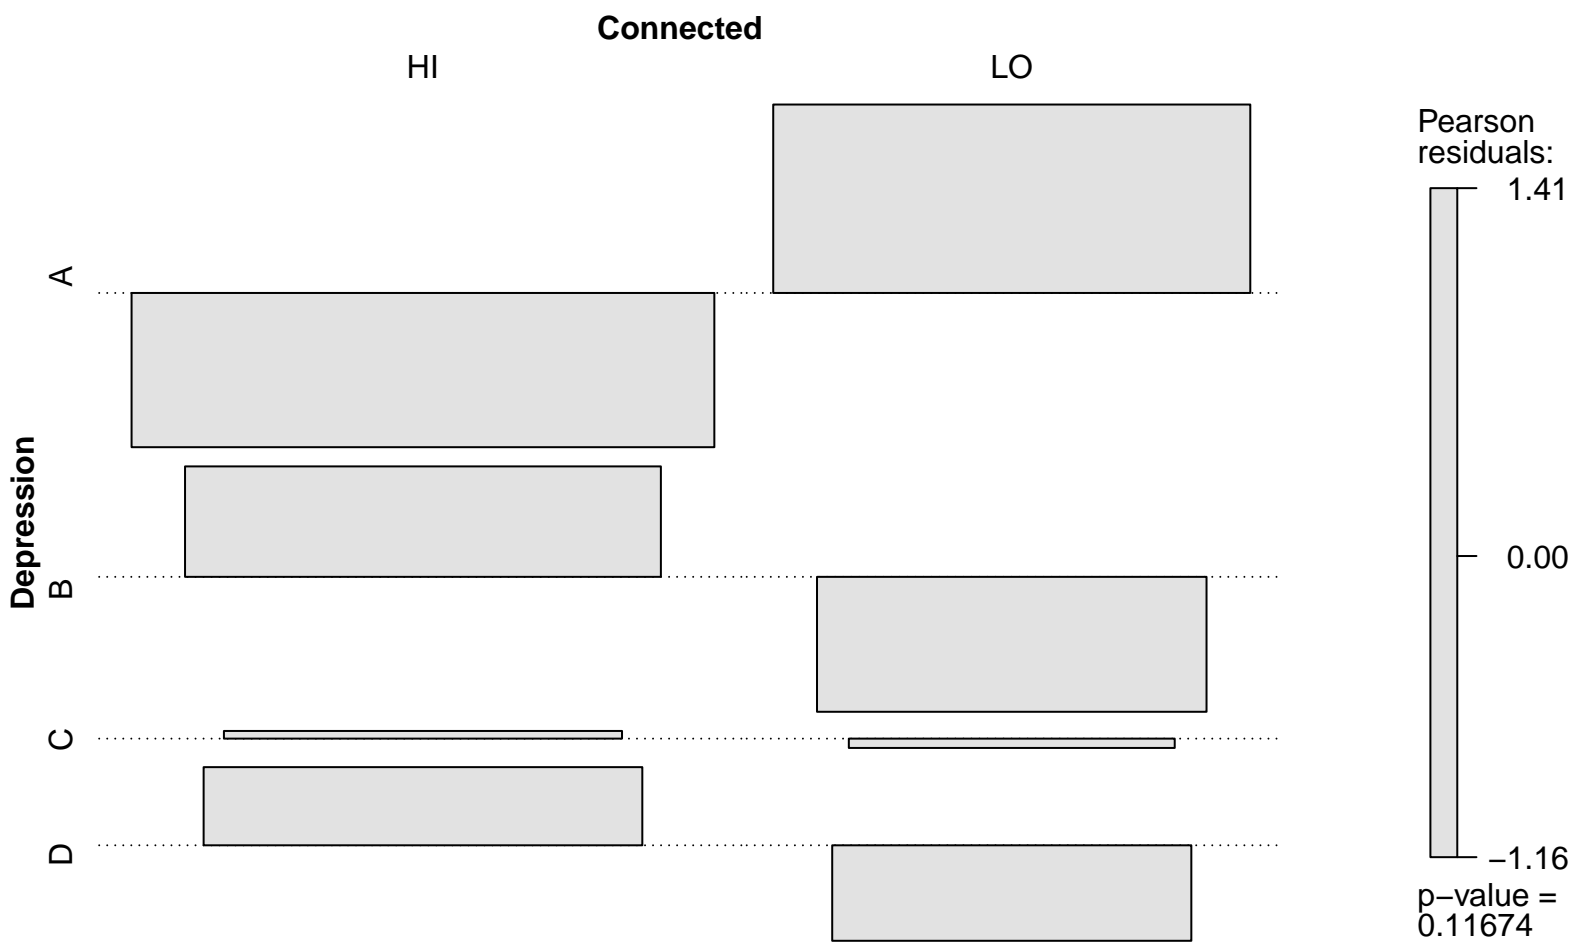 Connected
HI
LO
Depression
A
B
C
D
Pearson
residuals:
1.41
0.00
−1.16
p−value =
0.11674